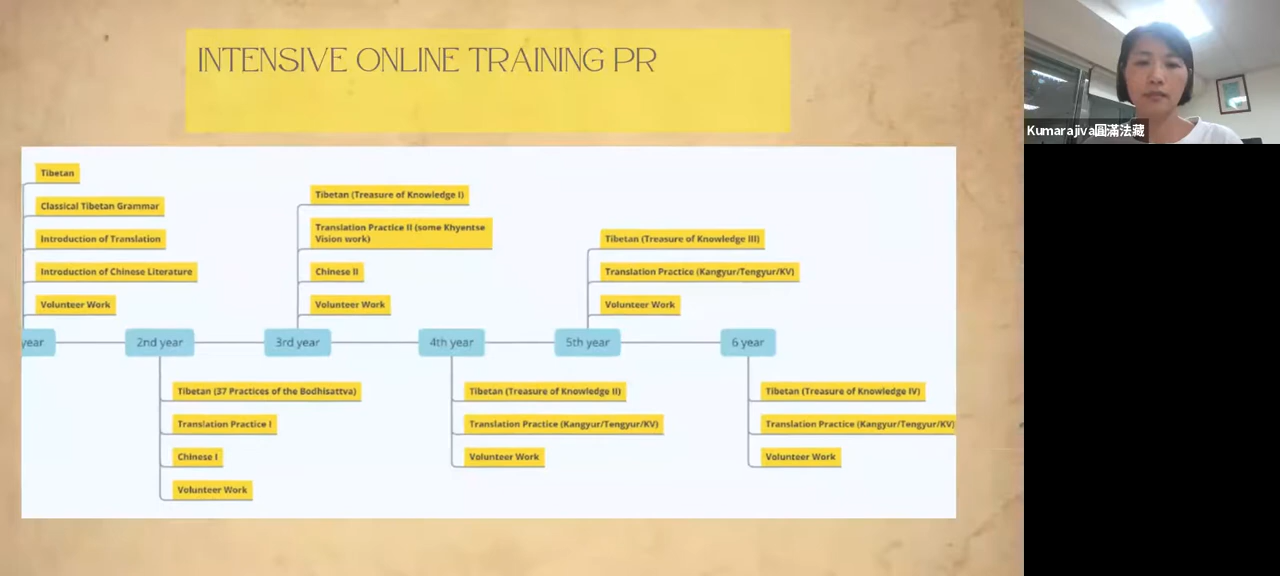 INTENSIVE ONLINE TRAINING PR
Tibetan
Classical Tibetan Grammar
Introduction of Translation
Introduction of Chinese Literature
Volunteer Work
year
2nd year
Tibetan (37 Practices of the Bodhisattva)
Translation Practice I
Chinese I
Volunteer Work
Tibetan (Treasure of Knowledge I)
Translation Practice II (some Khyentse
Vision work)
Chinese II
Volunteer Work
3rd year
4th year
Tibetan (Treasure of Knowledge II)
Translation Practice (Kangyur/Tengyur/KV)
Volunteer Work
Tibetan (Treasure of Knowledge III)
Translation Practice (Kangyur/Tengyur/KV)
Volunteer Work
5th year
6 year
Tibetan (Treasure of Knowledge IV)
Translation Practice (Kangyur/Tengyur/KV)
Volunteer Work
Kumarajiva圓滿法藏